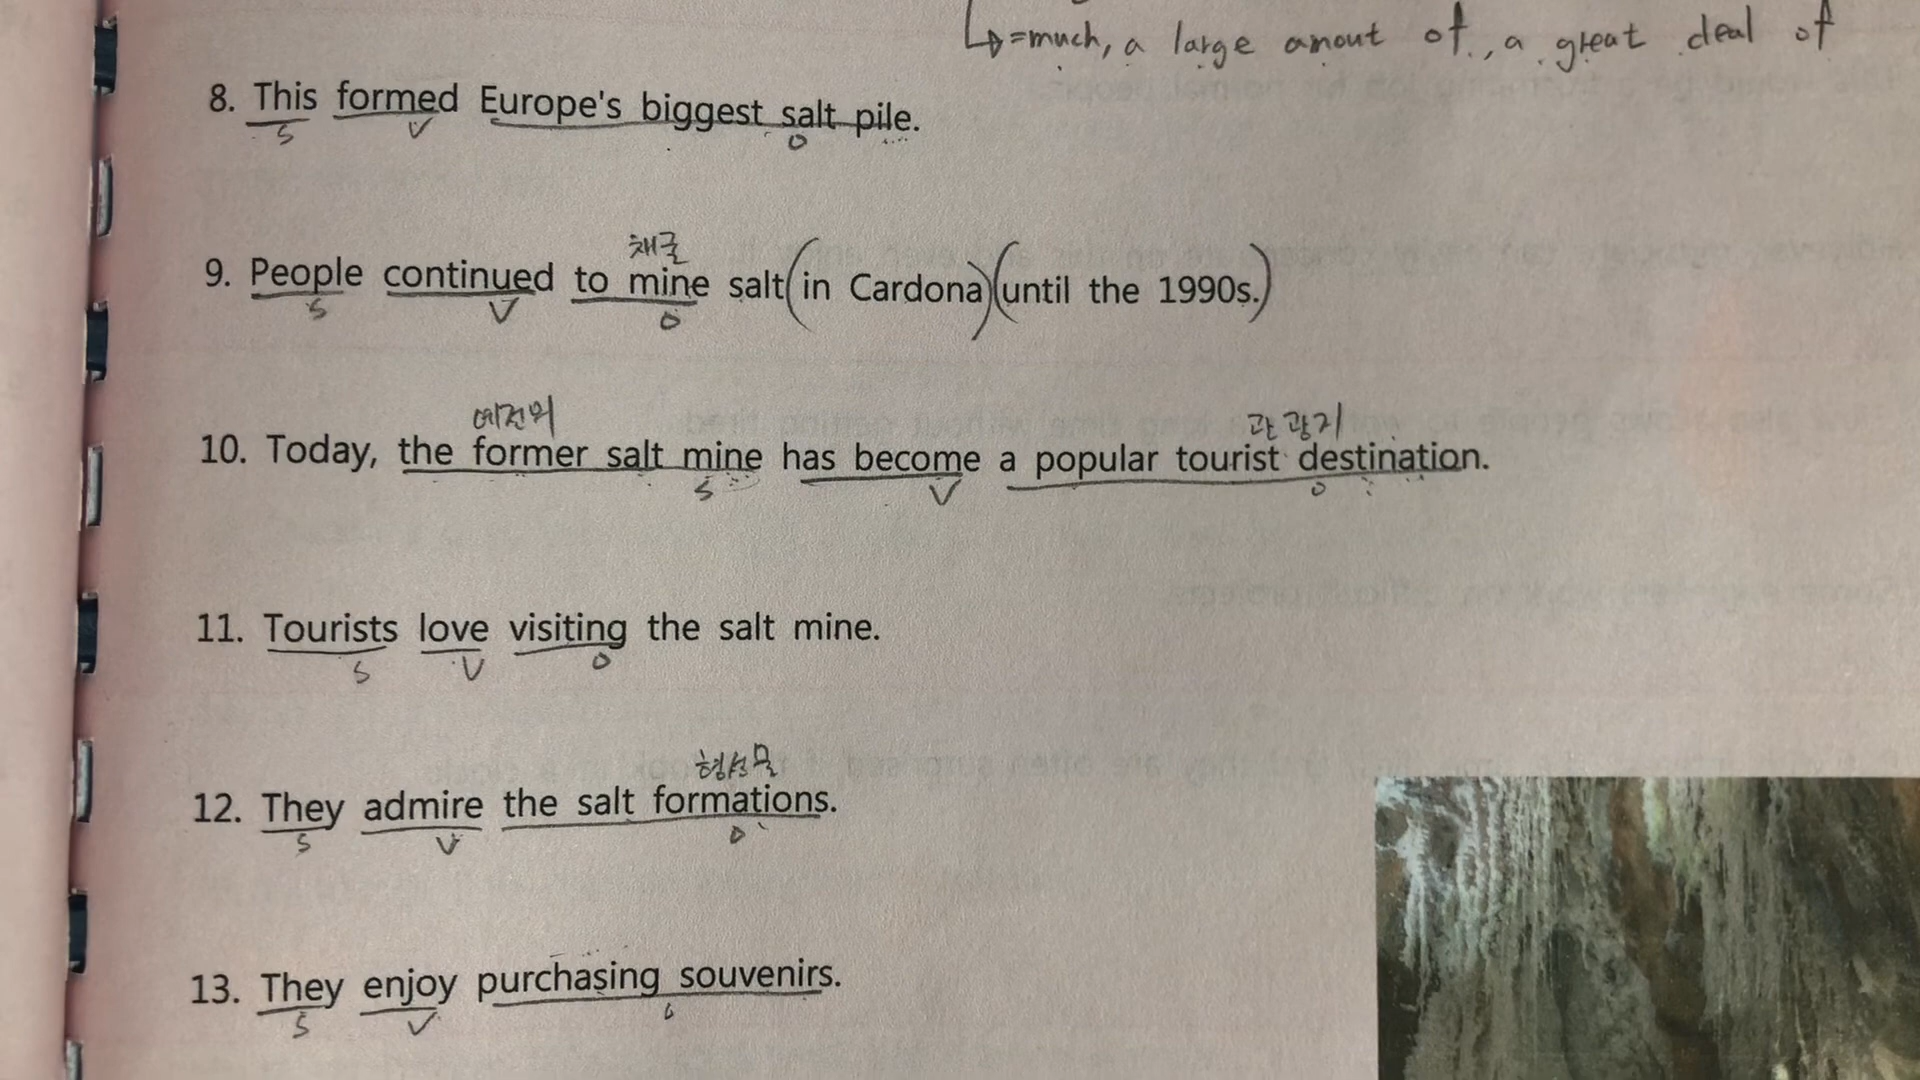 ↳=much, a large amout of, a great deal of
8. This formed Europe's biggest salt pile.
S V O
채굴
9. People continued to mine salt (in Cardona) (until the 1990s.)
S V O
예전의 관광지
10. Today, the former salt mine has become a popular tourist destination.
S V O
11. Tourists love visiting the salt mine.
S V O
형성물
12. They admire the salt formations.
S V O
13. They enjoy purchasing souvenirs.
S V O